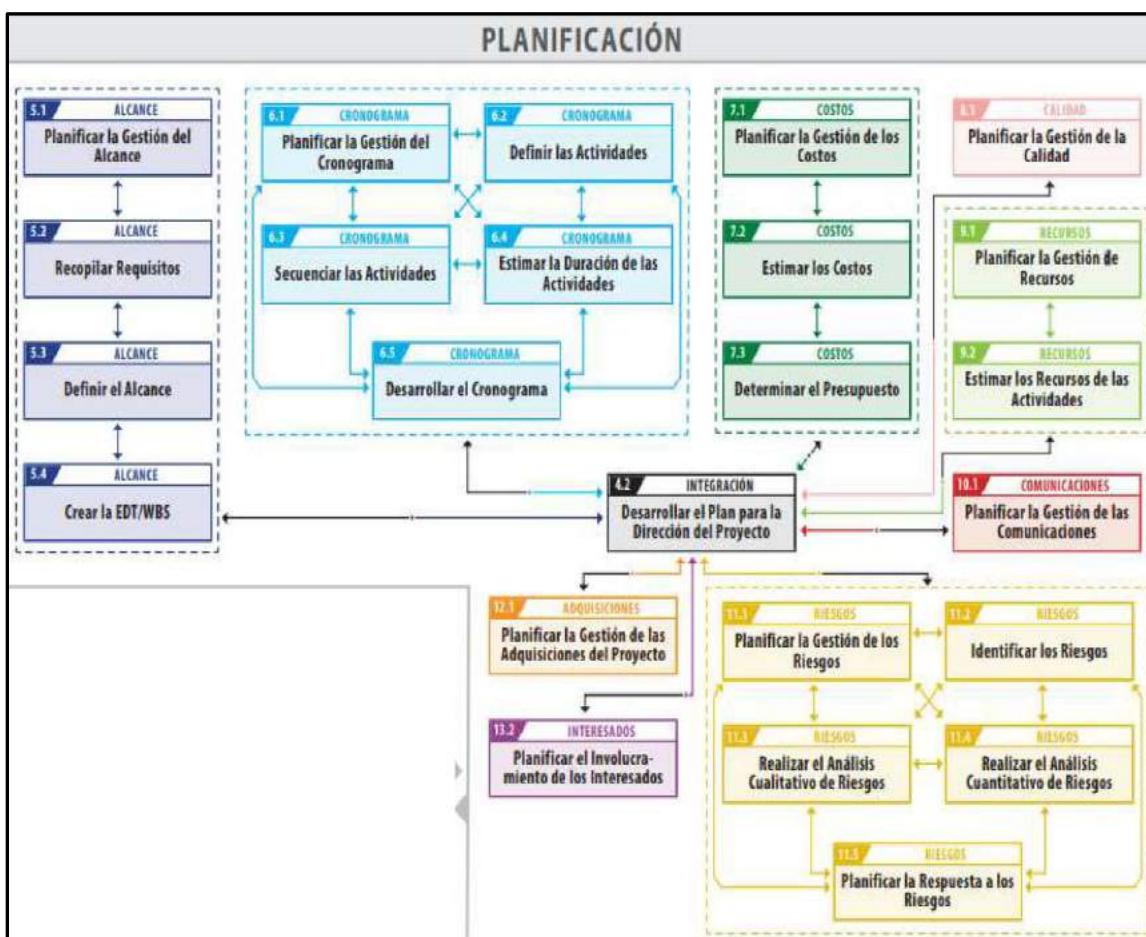 PLANIFICACIÓN
5.1 ALCANCE
Planificar la Gestión del
Alcance
5.2 ALCANCE
Recopilar Requisitos
5.3 ALCANCE
Definir el Alcance
5.4 ALCANCE
Crear la EDT/WBS
6.1 CRONOGRAMA
Planificar la Gestión del
Cronograma
6.2 CRONOGRAMA
Definir las Actividades
6.3 CRONOGRAMA
Secuenciar las Actividades
6.4 CRONOGRAMA
Estimar la Duración de las
Actividades
6.5 CRONOGRAMA
Desarrollar el Cronograma
7.1 COSTOS
Planificar la Gestión de los
Costos
7.2 COSTOS
Estimar los Costos
7.3 COSTOS
Determinar el Presupuesto
8.1 CALIDAD
Planificar la Gestión de la
Calidad
9.1 RECURSOS
Planificar la Gestión de
Recursos
9.2 RECURSOS
Estimar los Recursos de las
Actividades
4.2 INTEGRACIÓN
Desarrollar el Plan para la
Dirección del Proyecto
10.1 COMUNICACIONES
Planificar la Gestión de las
Comunicaciones
12.1 ADQUISICIONES
Planificar la Gestión de las
Adquisiciones del Proyecto
13.2 INTERESADOS
Planificar el Involucra-
miento de los Interesados
11.1 RIESGOS
Planificar la Gestión de los
Riesgos
11.2 RIESGOS
Identificar los Riesgos
11.3 RIESGOS
Realizar el Análisis
Cualitativo de Riesgos
11.4 RIESGOS
Realizar el Análisis
Cuantitativo de Riesgos
11.5 RIESGOS
Planificar la Respuesta a los
Riesgos